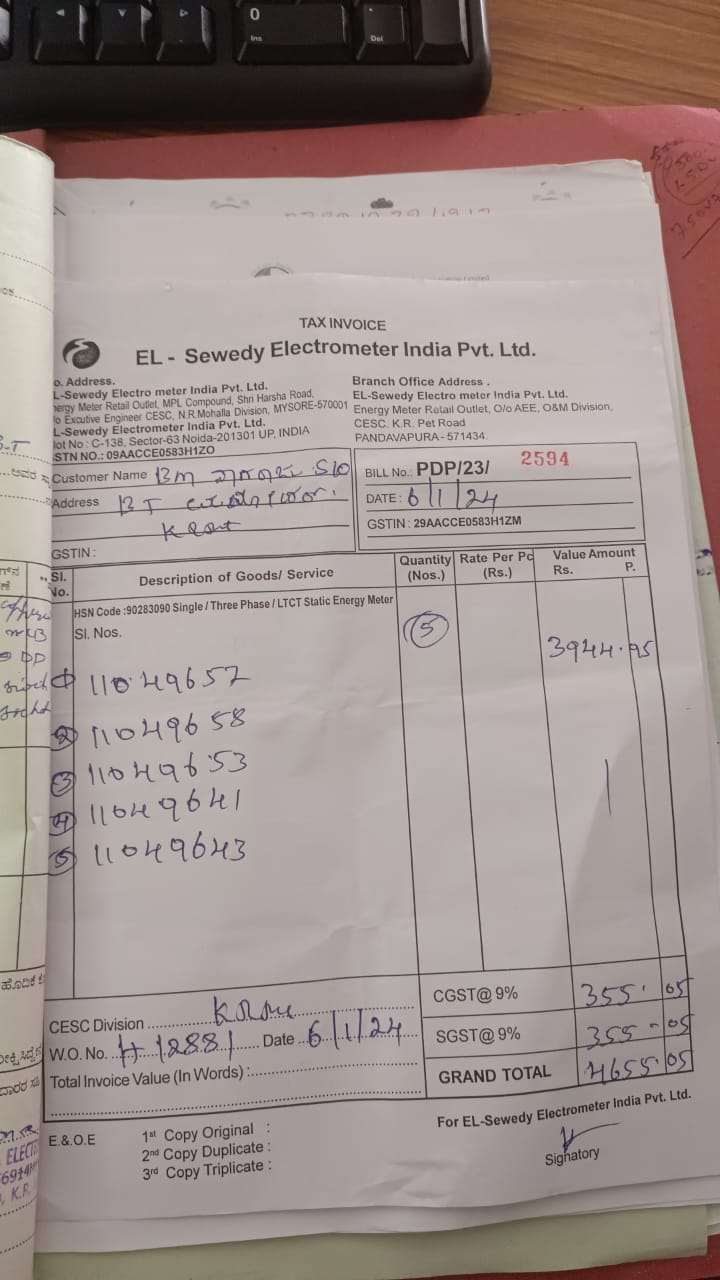 0
Ins
Del
TAX INVOICE
EL - Sewedy Electrometer India Pvt. Ltd.
o. Address.
L-Sewedy Electro meter India Pvt. Ltd.
ergy Meter Retail Outlet, MPL Compound, Shri Harsha Road,
o Excutive Engineer CESC, N.R.Mohalla Division, MYSORE-570001
L-Sewedy Electrometer India Pvt. Ltd.
lot No : C-138, Sector-63 Noida-201301 UP, INDIA
STN NO.: 09AACCE0583H1ZO
Branch Office Address .
EL-Sewedy Electro meter India Pvt. Ltd.
Energy Meter Retail Outlet, O/o AEE, O&M Division,
CESC. K.R. Pet Road
PANDAVAPURA - 571434.
Customer Name BM S/o
Address BT
GSTIN :
BILL No.: PDP/23/ 2594
DATE : 6/1/24
GSTIN : 29AACCE0583H1ZM
Sl. No. Description of Goods/ Service Quantity (Nos.) Rate Per Pc (Rs.) Value Amount Rs. P.
HSN Code :90283090 Single / Three Phase / LTCT Static Energy Meter
Sl. Nos. 5 3944.95
1 11049657
2 11049658
3 11049653
4 11049641
5 11049643
CGST@ 9% 355.05
SGST@ 9% 355-05
GRAND TOTAL 4655.05
CESC Division
W.O. No. H 12881 Date 6/1/24
Total Invoice Value (In Words) :
E.&.O.E
1st Copy Original :
2nd Copy Duplicate :
3rd Copy Triplicate :
For EL-Sewedy Electrometer India Pvt. Ltd.
Signatory